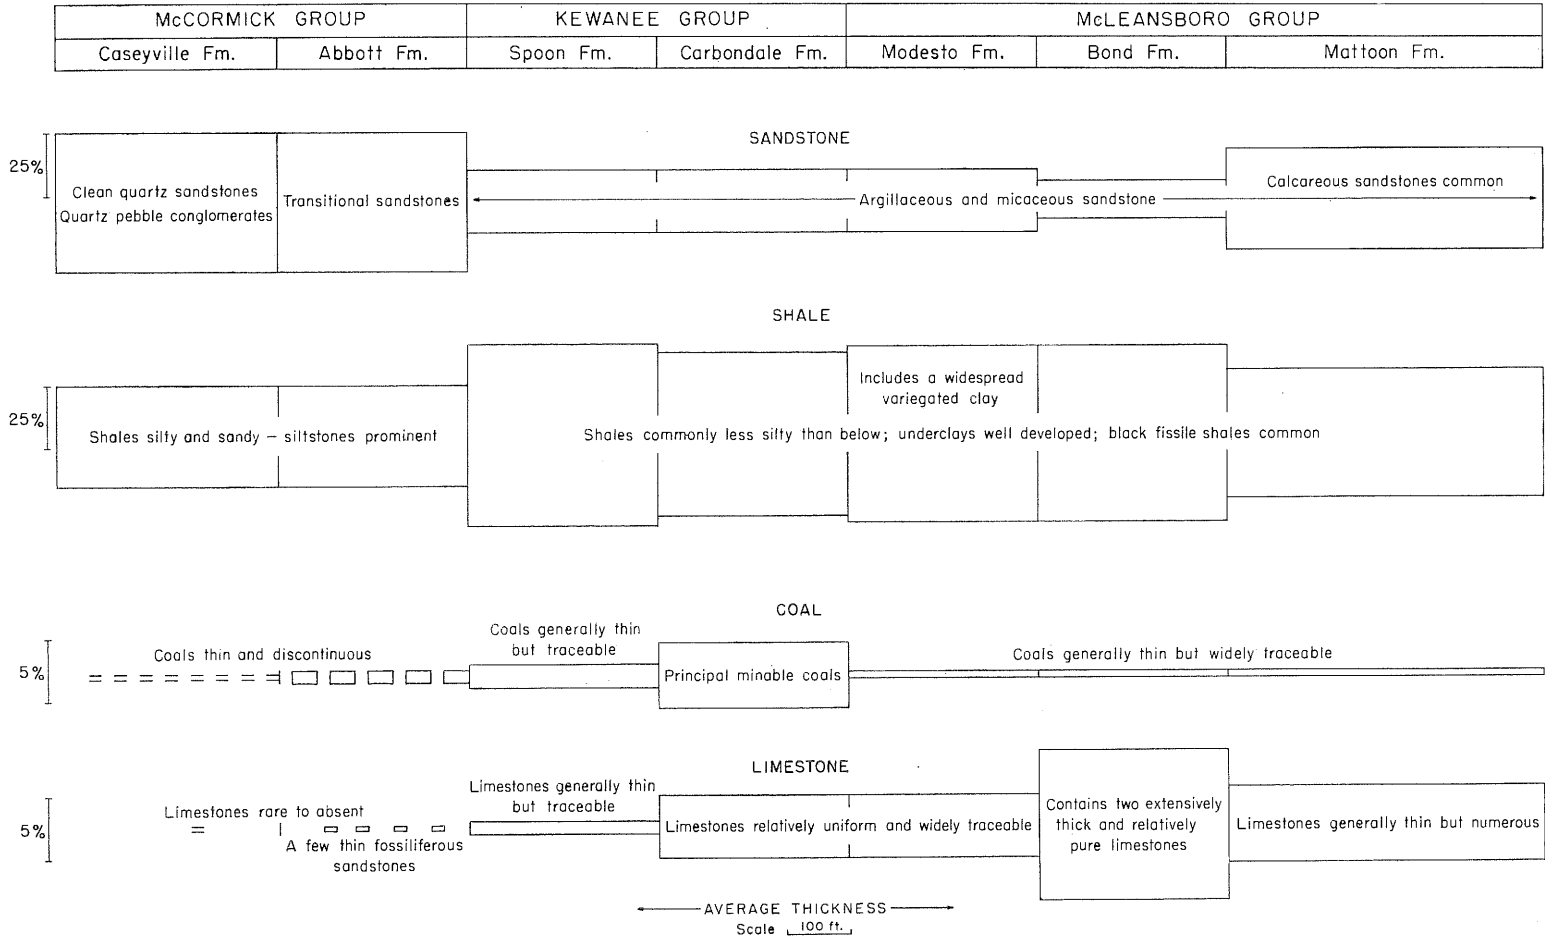 McCORMICK GROUP KEWANEE GROUP McLEANSBORO GROUP
Caseyville Fm. Abbott Fm. Spoon Fm. Carbondale Fm. Modesto Fm. Bond Fm. Mattoon Fm.
SANDSTONE
25%
Clean quartz sandstones
Quartz pebble conglomerates
Transitional sandstones
Argillaceous and micaceous sandstone
Calcareous sandstones common
SHALE
25%
Shales silty and sandy – siltstones prominent
Includes a widespread
variegated clay
Shales commonly less silty than below; underclays well developed; black fissile shales common
COAL
5%
Coals thin and discontinuous
Coals generally thin
but traceable
Principal minable coals
Coals generally thin but widely traceable
LIMESTONE
5%
Limestones rare to absent
A few thin fossiliferous
sandstones
Limestones generally thin
but traceable
Limestones relatively uniform and widely traceable
Contains two extensively
thick and relatively
pure limestones
Limestones generally thin but numerous
AVERAGE THICKNESS
Scale 100 ft.